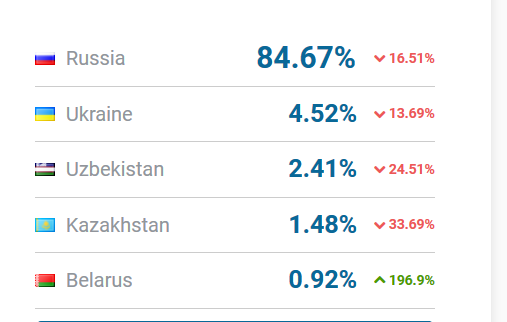 Russia 84.67% 16.51%
Ukraine 4.52% 13.69%
Uzbekistan 2.41% 24.51%
Kazakhstan 1.48% 33.69%
Belarus 0.92% 196.9%